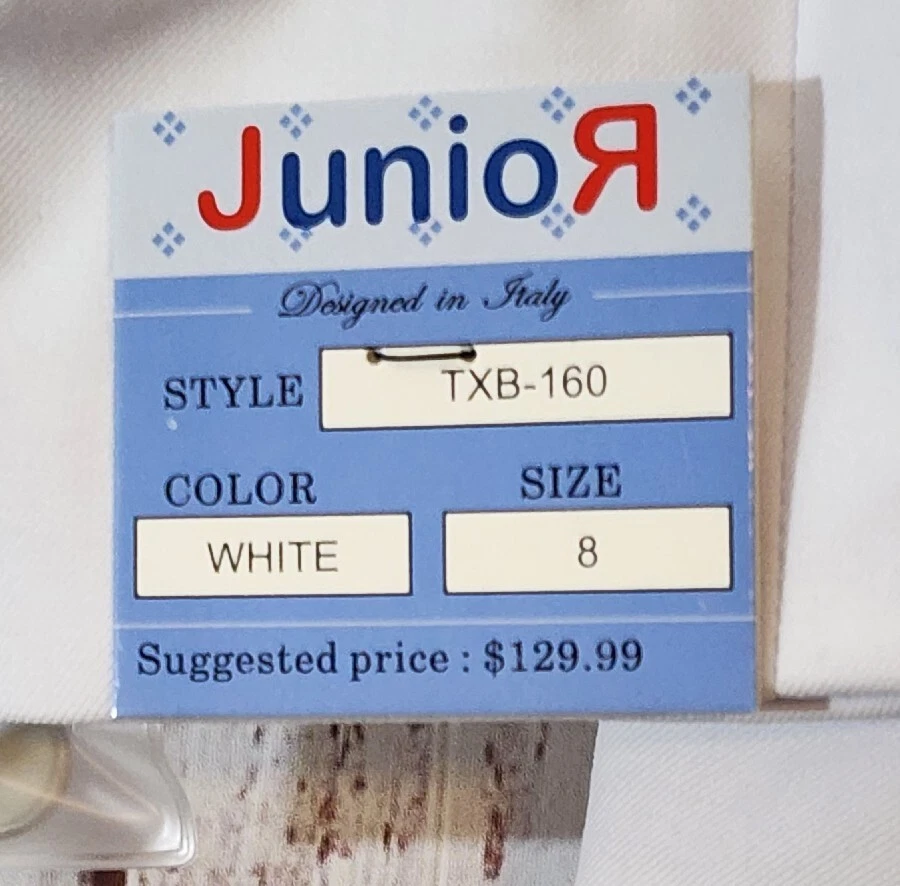 JunioR
Designed in Italy
STYLE TXB-160
COLOR SIZE
WHITE 8
Suggested price : $129.99